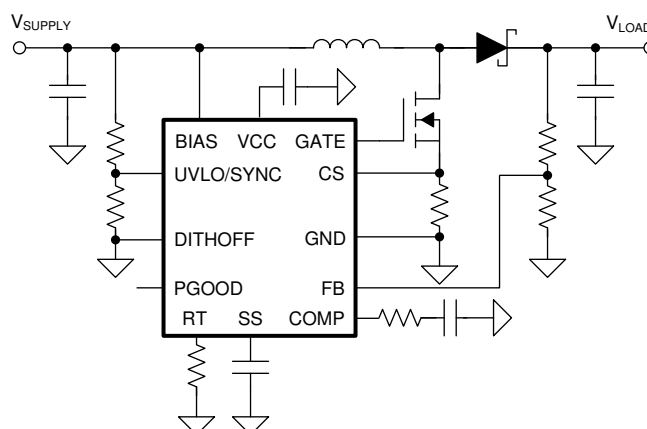 VSUPPLY
VLOAD
BIAS VCC GATE
UVLO/SYNC CS
DITHOFF GND
PGOOD FB
RT SS COMP